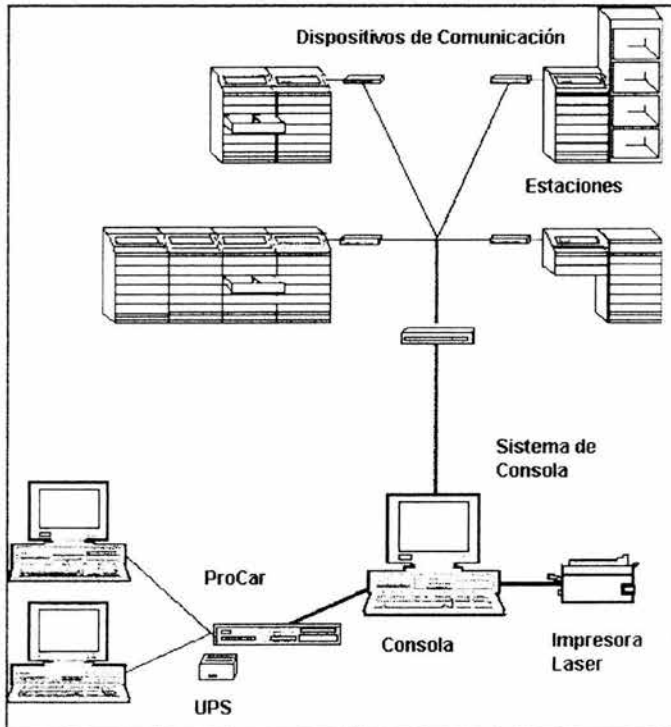 Dispositivos de Comunicación
Estaciones
Sistema de
Consola
ProCar
Consola
Impresora
Laser
UPS